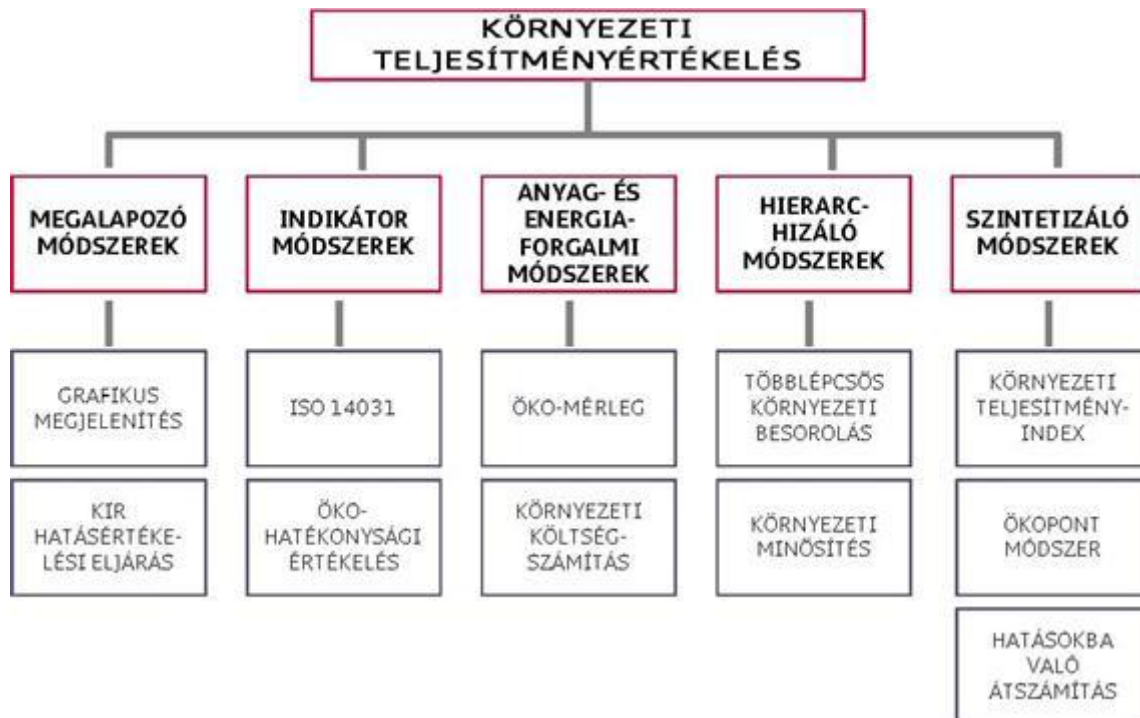 KÖRNYEZETI
TELJESÍTMÉNYÉRTÉKELÉS
MEGALAPOZÓ
MÓDSZEREK
INDIKÁTOR
MÓDSZEREK
ANYAG- ÉS
ENERGIA-
FORGALMI
MÓDSZEREK
HIERARC-
HIZÁLÓ
MÓDSZEREK
SZINTETIZÁLÓ
MÓDSZEREK
GRAFIKUS
MEGJELENÍTÉS
ISO 14031
ÖKO-MÉRLEG
TÖBBLÉPCSŐS
KÖRNYEZETI
BESOROLÁS
KÖRNYEZETI
TELJESÍTMÉNY-
INDEX
KIR
HATÁSÉRTÉKE-
LÉSI ELJÁRÁS
ÖKO-
HATÉKONYSÁGI
ÉRTÉKELÉS
KÖRNYEZETI
KÖLTSÉG-
SZÁMÍTÁS
KÖRNYEZETI
MINŐSÍTÉS
ÖKOPONT
MÓDSZER
HATÁSOKBA
VALÓ
ÁTSZÁMÍTÁS